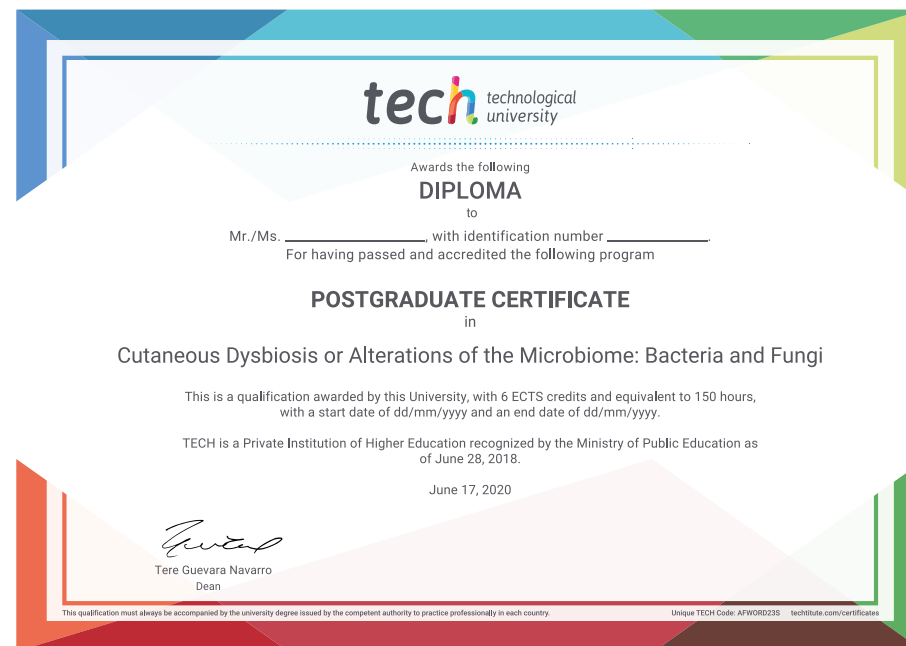 tech technological
university
Awards the following
DIPLOMA
to
Mr./Ms. ____________________, with identification number ______________.
For having passed and accredited the following program
POSTGRADUATE CERTIFICATE
in
Cutaneous Dysbiosis or Alterations of the Microbiome: Bacteria and Fungi
This is a qualification awarded by this University, with 6 ECTS credits and equivalent to 150 hours,
with a start date of dd/mm/yyyy and an end date of dd/mm/yyyy.
TECH is a Private Institution of Higher Education recognized by the Ministry of Public Education as
of June 28, 2018.
June 17, 2020
Tere Guevara Navarro
Dean
This qualification must always be accompanied by the university degree issued by the competent authority to practice professionally in each country.
Unique TECH Code: AFWORD23S techtitute.com/certificates